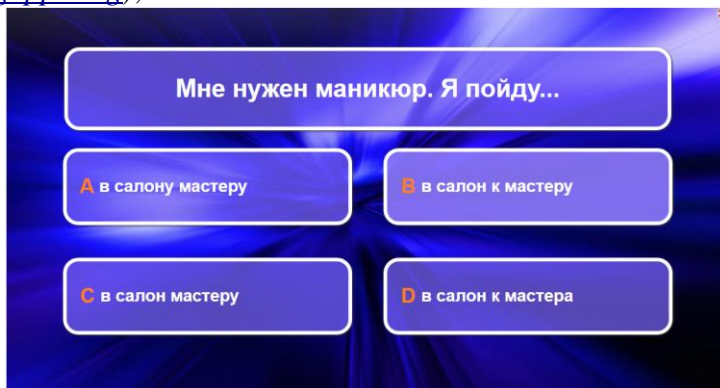 Мне нужен маникюр. Я пойду...
A в салону мастеру
B в салон к мастеру
C в салон мастеру
D в салон к мастера